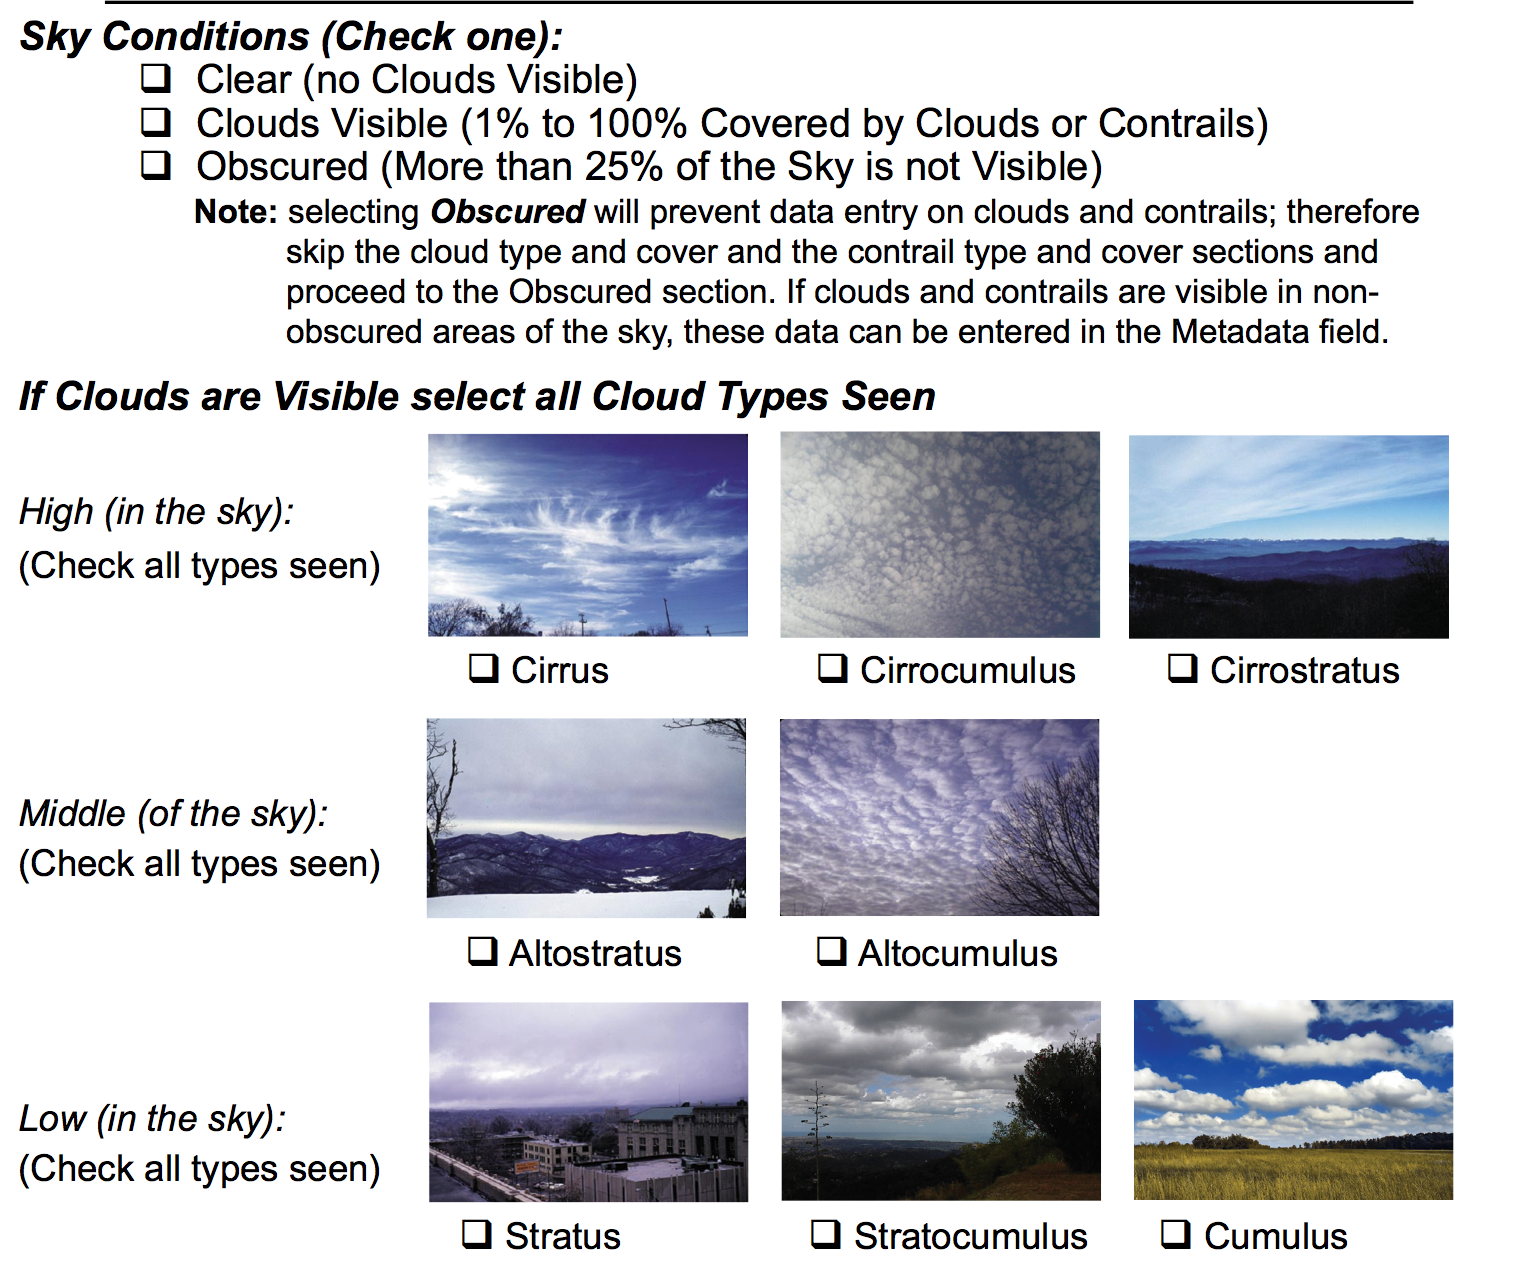 Sky Conditions (Check one):
❑ Clear (no Clouds Visible)
❑ Clouds Visible (1% to 100% Covered by Clouds or Contrails)
❑ Obscured (More than 25% of the Sky is not Visible)
Note: selecting Obscured will prevent data entry on clouds and contrails; therefore
skip the cloud type and cover and the contrail type and cover sections and
proceed to the Obscured section. If clouds and contrails are visible in non-
obscured areas of the sky, these data can be entered in the Metadata field.
If Clouds are Visible select all Cloud Types Seen
High (in the sky):
(Check all types seen)
❑ Cirrus ❑ Cirrocumulus ❑ Cirrostratus
Middle (of the sky):
(Check all types seen)
❑ Altostratus ❑ Altocumulus
Low (in the sky):
(Check all types seen)
❑ Stratus ❑ Stratocumulus ❑ Cumulus